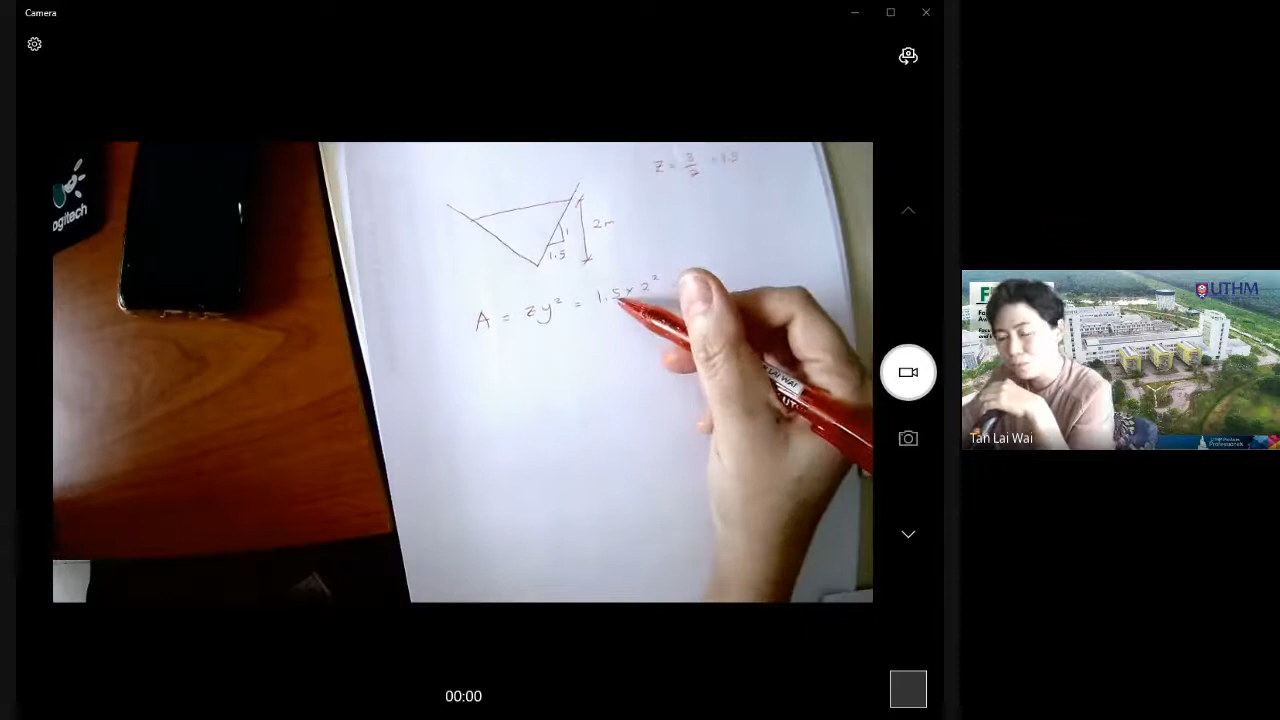 Camera
z = 3/2 = 1.5
2m
1
1.5
A = zy² = 1.5 × 2²
logitech
UTHM
Tan Lai Wai
00:00